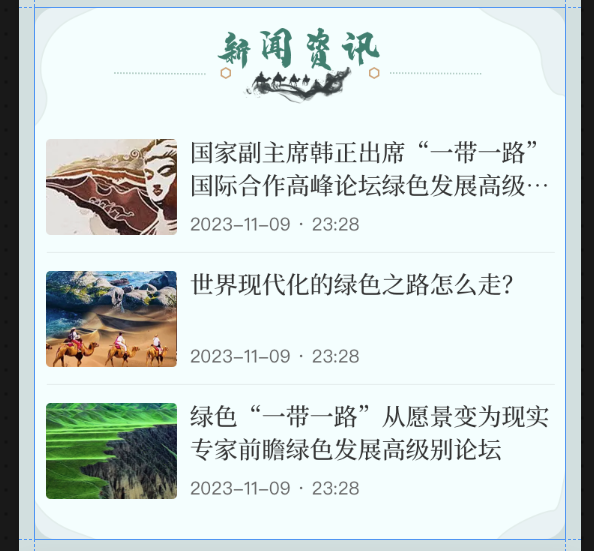 新闻资讯
国家副主席韩正出席“一带一路”
国际合作高峰论坛绿色发展高级…
2023-11-09 · 23:28
世界现代化的绿色之路怎么走？
2023-11-09 · 23:28
绿色“一带一路”从愿景变为现实
专家前瞻绿色发展高级别论坛
2023-11-09 · 23:28